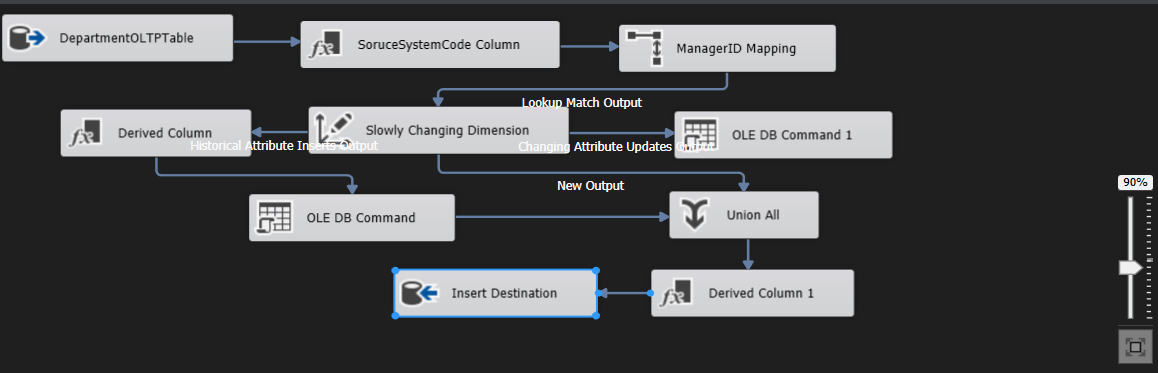 DepartmentOLTPTable
SoruceSystemCode Column
ManagerID Mapping
Lookup Match Output
Derived Column
Slowly Changing Dimension
OLE DB Command 1
Historical Attribute Inserts Output
Changing Attribute Updates Output
New Output
90%
OLE DB Command
Union All
Insert Destination
Derived Column 1